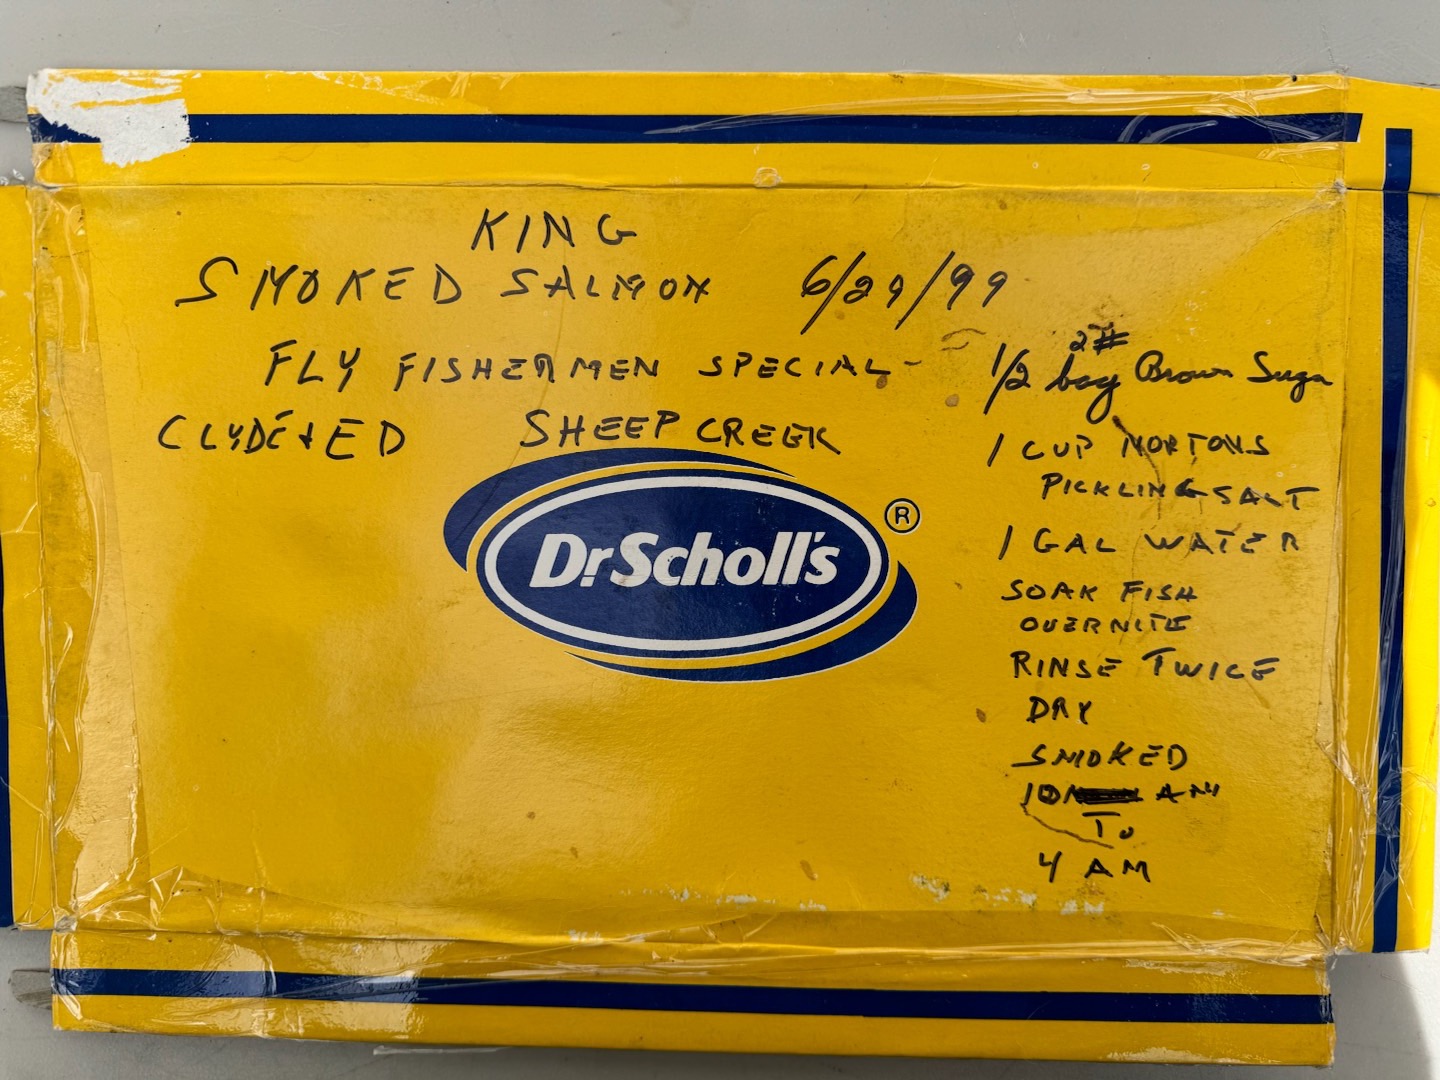 KING
SMOKED SALMON 6/29/99
FLY FISHERMEN SPECIAL-
CLYDE & ED SHEEP CREEK
Dr. Scholl's ®
1/2 2# bag Brown Sugar
1 CUP MORTONS
PICKLING SALT
1 GAL WATER
SOAK FISH
OVERNITE
RINSE TWICE
DRY
SMOKED
10 AM
TO
4 AM